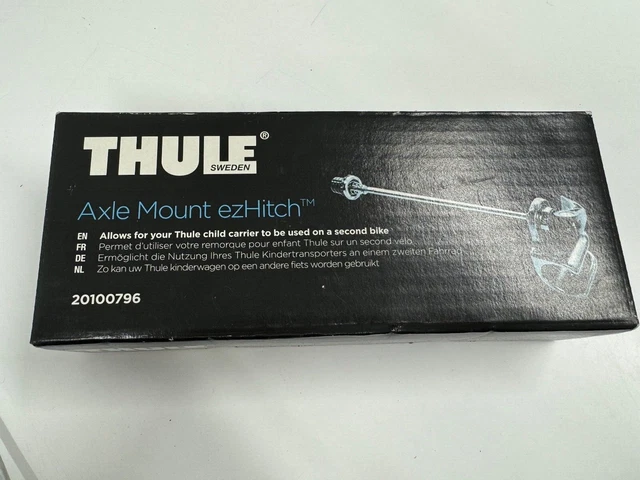 THULE®
SWEDEN
Axle Mount ezHitch™
EN Allows for your Thule child carrier to be used on a second bike
FR Permet d'utiliser votre remorque pour enfant Thule sur un second vélo
DE Ermöglicht die Nutzung Ihres Thule Kindertransporters an einem zweiten Fahrrad
NL Zo kan uw Thule kinderwagen op een andere fiets worden gebruikt
20100796